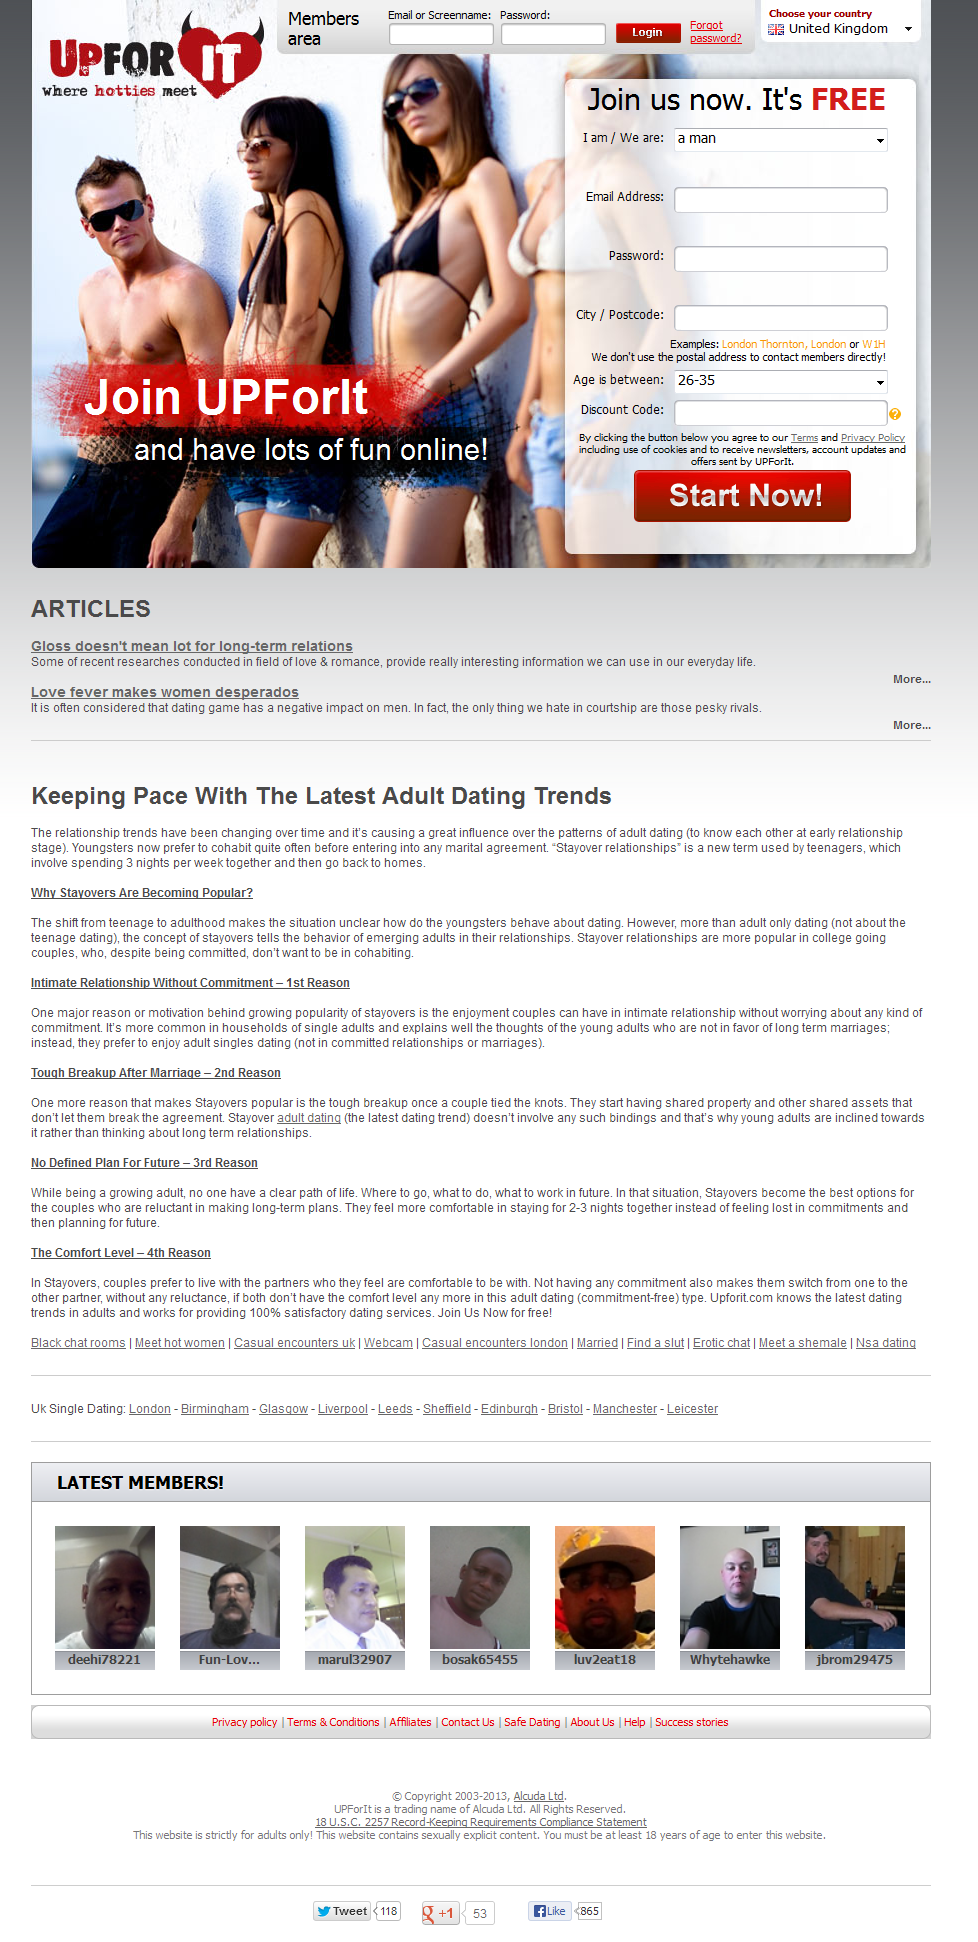 UPFORIT
where hotties meet
Members area
Email or Screenname: Password:
Login
Forgot password?
Choose your country
United Kingdom
Join us now. It's FREE
I am / We are: a man
Email Address:
Password:
City / Postcode:
Examples: London Thornton, London or W1H
We don't use the postal address to contact members directly!
Age is between: 26-35
Discount Code: ?
By clicking the button below you agree to our Terms and Privacy Policy
including use of cookies and to receive newsletters, account updates and
offers sent by UPForIt.
Start Now!
Join UPForIt
and have lots of fun online!
ARTICLES
Gloss doesn't mean lot for long-term relations
Some of recent researches conducted in field of love & romance, provide really interesting information we can use in our everyday life.
More...
Love fever makes women desperados
It is often considered that dating game has a negative impact on men. In fact, the only thing we hate in courtship are those pesky rivals.
More...
Keeping Pace With The Latest Adult Dating Trends
The relationship trends have been changing over time and it's causing a great influence over the patterns of adult dating (to know each other at early relationship
stage). Youngsters now prefer to cohabit quite often before entering into any marital agreement. “Stayover relationships” is a new term used by teenagers, which
involve spending 3 nights per week together and then go back to homes.
Why Stayovers Are Becoming Popular?
The shift from teenage to adulthood makes the situation unclear how do the youngsters behave about dating. However, more than adult only dating (not about the
teenage dating), the concept of stayovers tells the behavior of emerging adults in their relationships. Stayover relationships are more popular in college going
couples, who, despite being committed, don't want to be in cohabiting.
Intimate Relationship Without Commitment – 1st Reason
One major reason or motivation behind growing popularity of stayovers is the enjoyment couples can have in intimate relationship without worrying about any kind of
commitment. It's more common in households of single adults and explains well the thoughts of the young adults who are not in favor of long term marriages;
instead, they prefer to enjoy adult singles dating (not in committed relationships or marriages).
Tough Breakup After Marriage – 2nd Reason
One more reason that makes Stayovers popular is the tough breakup once a couple tied the knots. They start having shared property and other shared assets that
don't let them break the agreement. Stayover adult dating (the latest dating trend) doesn't involve any such bindings and that's why young adults are inclined towards
it rather than thinking about long term relationships.
No Defined Plan For Future – 3rd Reason
While being a growing adult, no one have a clear path of life. Where to go, what to do, what to work in future. In that situation, Stayovers become the best options for
the couples who are reluctant in making long-term plans. They feel more comfortable in staying for 2-3 nights together instead of feeling lost in commitments and
then planning for future.
The Comfort Level – 4th Reason
In Stayovers, couples prefer to live with the partners who they feel are comfortable to be with. Not having any commitment also makes them switch from one to the
other partner, without any reluctance, if both don't have the comfort level any more in this adult dating (commitment-free) type. Upforit.com knows the latest dating
trends in adults and works for providing 100% satisfactory dating services. Join Us Now for free!
Black chat rooms | Meet hot women | Casual encounters uk | Webcam | Casual encounters london | Married | Find a slut | Erotic chat | Meet a shemale | Nsa dating
Uk Single Dating: London - Birmingham - Glasgow - Liverpool - Leeds - Sheffield - Edinburgh - Bristol - Manchester - Leicester
LATEST MEMBERS!
deehi78221 Fun-Lov... marul32907 bosak65455 luv2eat18 Whytehawke jbrom29475
Privacy policy | Terms & Conditions | Affiliates | Contact Us | Safe Dating | About Us | Help | Success stories
© Copyright 2003-2013, Alcuda Ltd.
UPForIt is a trading name of Alcuda Ltd. All Rights Reserved.
18 U.S.C. 2257 Record-Keeping Requirements Compliance Statement
This website is strictly for adults only! This website contains sexually explicit content. You must be at least 18 years of age to enter this website.
Tweet 118 g +1 53 f Like 865